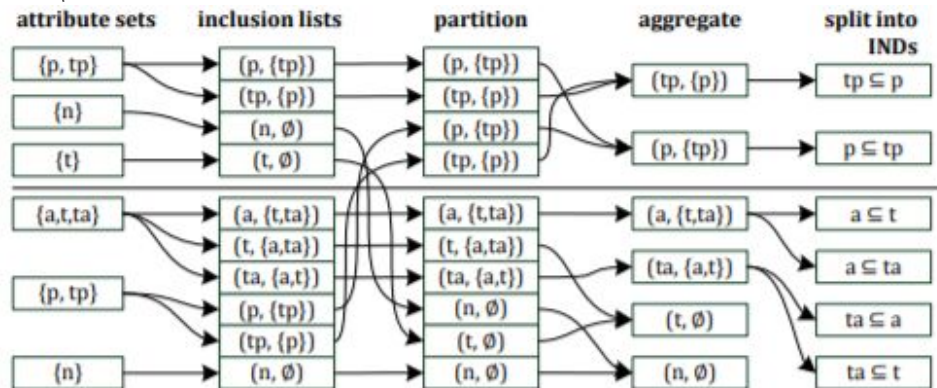 attribute sets inclusion lists partition aggregate split into
INDs
{p, tp} (p, {tp}) (p, {tp}) (tp, {p}) tp ⊆ p
(tp, {p}) (tp, {p})
{n} (n, ∅) (p, {tp}) (p, {tp}) p ⊆ tp
{t} (t, ∅) (tp, {p})
{a,t,ta} (a, {t,ta}) (a, {t,ta}) (a, {t,ta}) a ⊆ t
(t, {a,ta}) (t, {a,ta}) (ta, {a,t}) a ⊆ ta
(ta, {a,t}) (ta, {a,t})
{p, tp} (p, {tp}) (n, ∅) (t, ∅) ta ⊆ a
(tp, {p}) (t, ∅)
{n} (n, ∅) (n, ∅) (n, ∅) ta ⊆ t